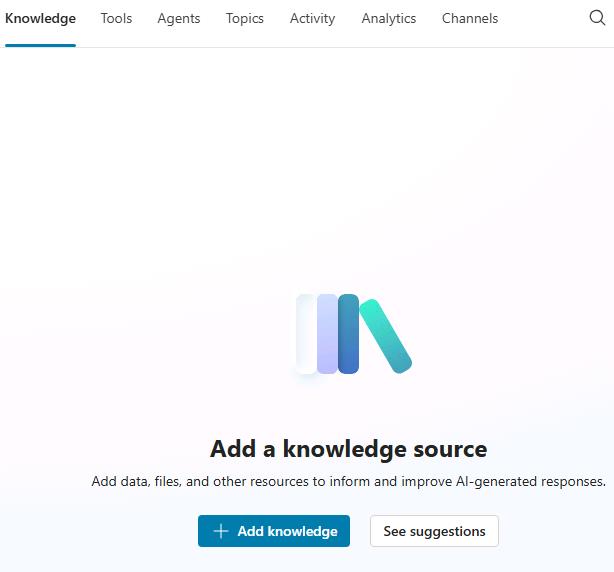 Knowledge Tools Agents Topics Activity Analytics Channels
Add a knowledge source
Add data, files, and other resources to inform and improve AI-generated responses.
Add knowledge See suggestions